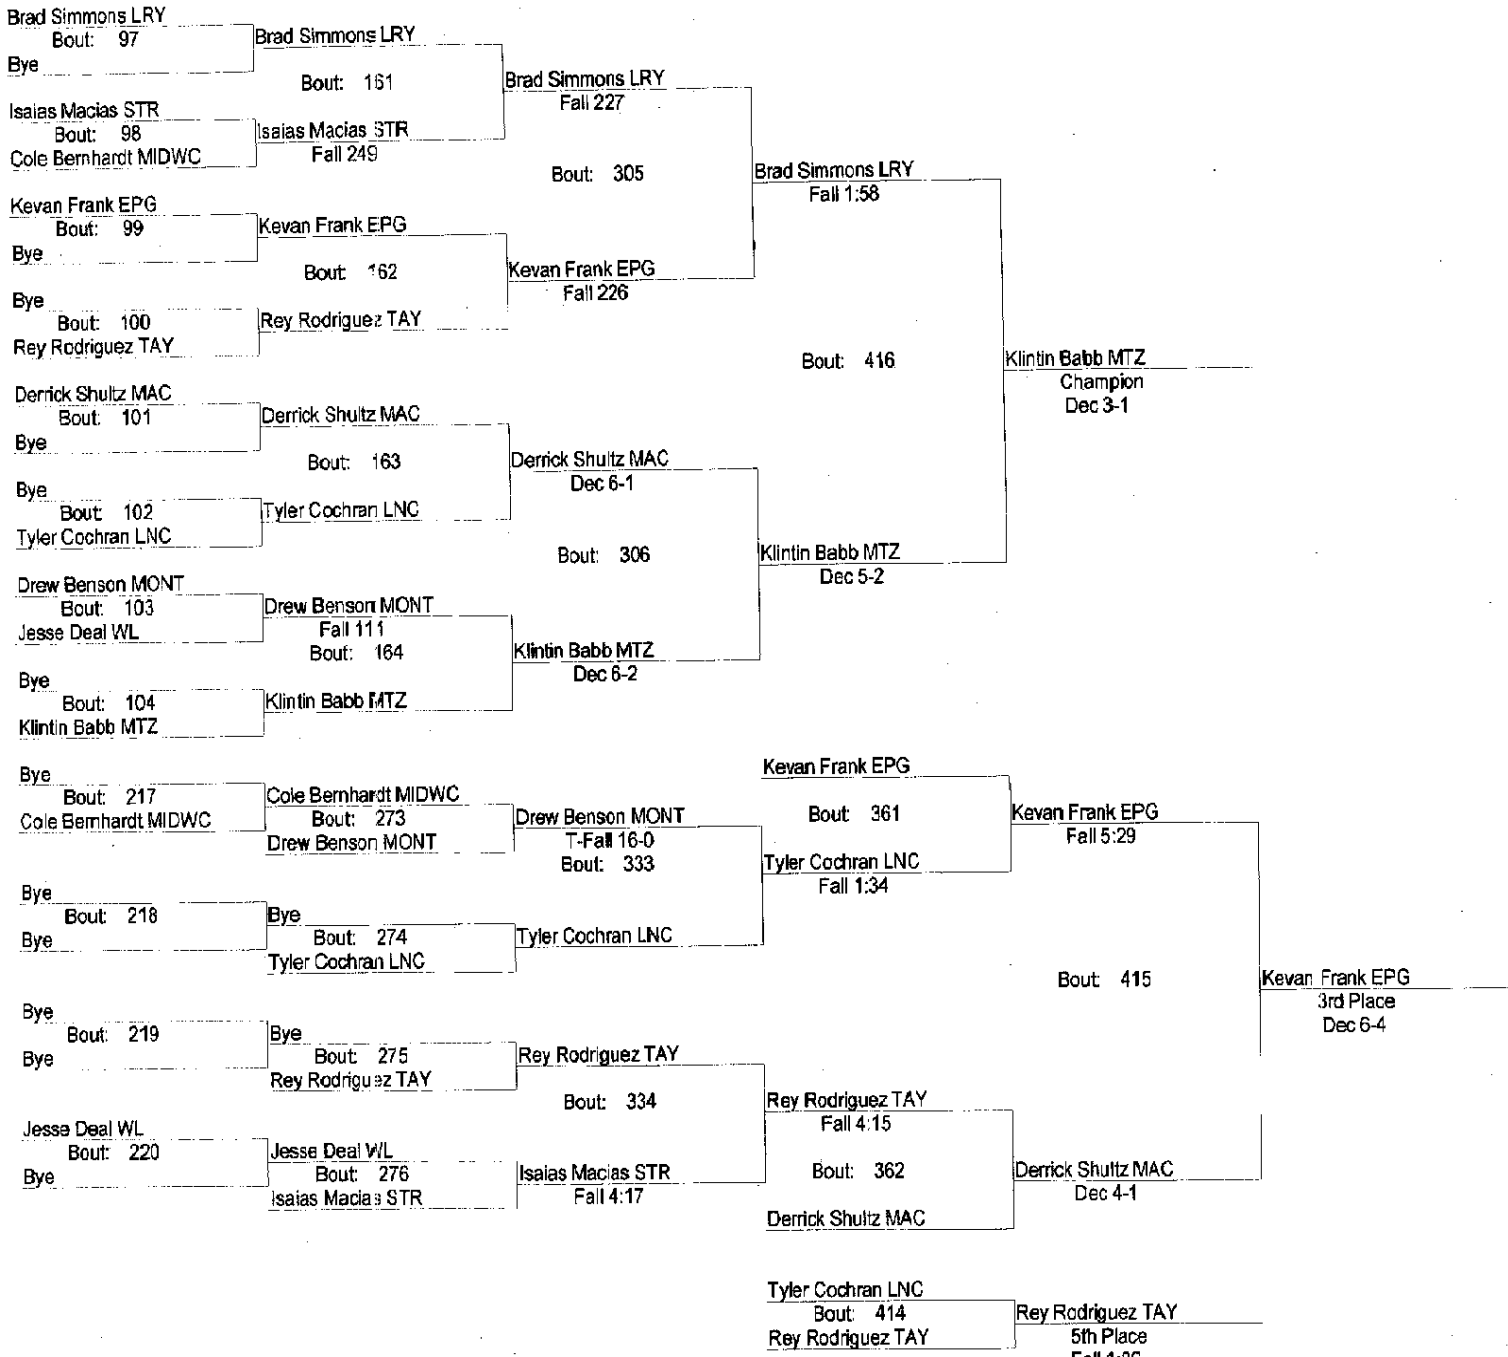 Brad Simmons LRY
Bout: 97
Bye
Brad Simmons LRY
Bout: 161
Isaias Macias STR
Bout: 98
Cole Bernhardt MIDWC
Isaias Macias STR
Fall 249
Brad Simmons LRY
Fall 227
Bout: 305
Kevan Frank EPG
Bout: 99
Bye
Kevan Frank EPG
Bout: 162
Bye
Bout: 100
Rey Rodriguez TAY
Rey Rodriguez TAY
Kevan Frank EPG
Fall 226
Brad Simmons LRY
Fall 1:58
Bout: 416
Derrick Shultz MAC
Bout: 101
Bye
Derrick Shultz MAC
Bout: 163
Bye
Bout: 102
Tyler Cochran LNC
Tyler Cochran LNC
Derrick Shultz MAC
Dec 6-1
Bout: 306
Drew Benson MONT
Bout: 103
Jesse Deal WL
Drew Benson MONT
Fall 111
Bout: 164
Bye
Bout: 104
Klintin Babb MTZ
Klintin Babb MTZ
Klintin Babb MTZ
Dec 6-2
Klintin Babb MTZ
Dec 5-2
Klintin Babb MTZ
Champion
Dec 3-1
Bye
Bout: 217
Cole Bernhardt MIDWC
Cole Bernhardt MIDWC
Bout: 273
Drew Benson MONT
Drew Benson MONT
T-Fall 16-0
Bout: 333
Bye
Bout: 218
Bye
Bye
Bout: 274
Tyler Cochran LNC
Tyler Cochran LNC
Kevan Frank EPG
Bout: 361
Tyler Cochran LNC
Fall 1:34
Kevan Frank EPG
Fall 5:29
Bout: 415
Bye
Bout: 219
Bye
Bye
Bout: 275
Rey Rodriguez TAY
Rey Rodriguez TAY
Bout: 334
Jesse Deal WL
Bout: 220
Bye
Jesse Deal WL
Bout: 276
Isaias Macias STR
Isaias Macias STR
Fall 4:17
Rey Rodriguez TAY
Fall 4:15
Bout: 362
Derrick Shultz MAC
Derrick Shultz MAC
Dec 4-1
Kevan Frank EPG
3rd Place
Dec 6-4
Tyler Cochran LNC
Bout: 414
Rey Rodriguez TAY
Rey Rodriguez TAY
5th Place